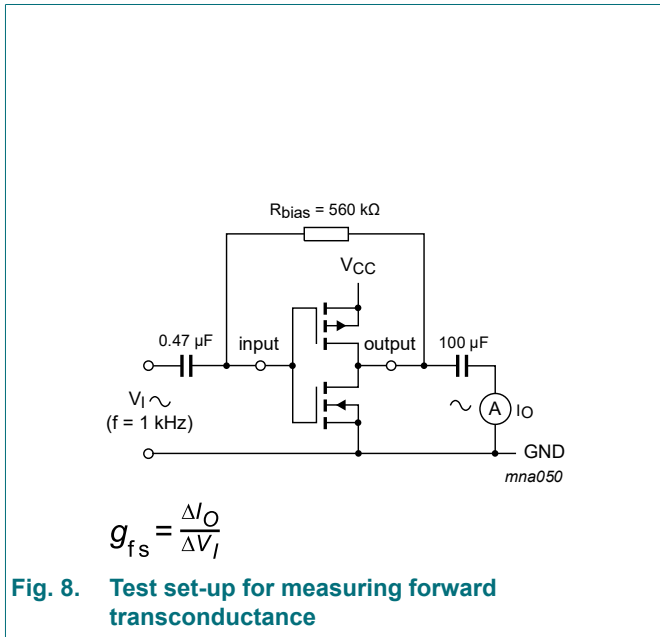 Rbias = 560 kΩ
VCC
0.47 µF
input
output
100 µF
VI
(f = 1 kHz)
A
IO
GND
mna050
gfs = ΔIO / ΔVI
Fig. 8. Test set-up for measuring forward
transconductance